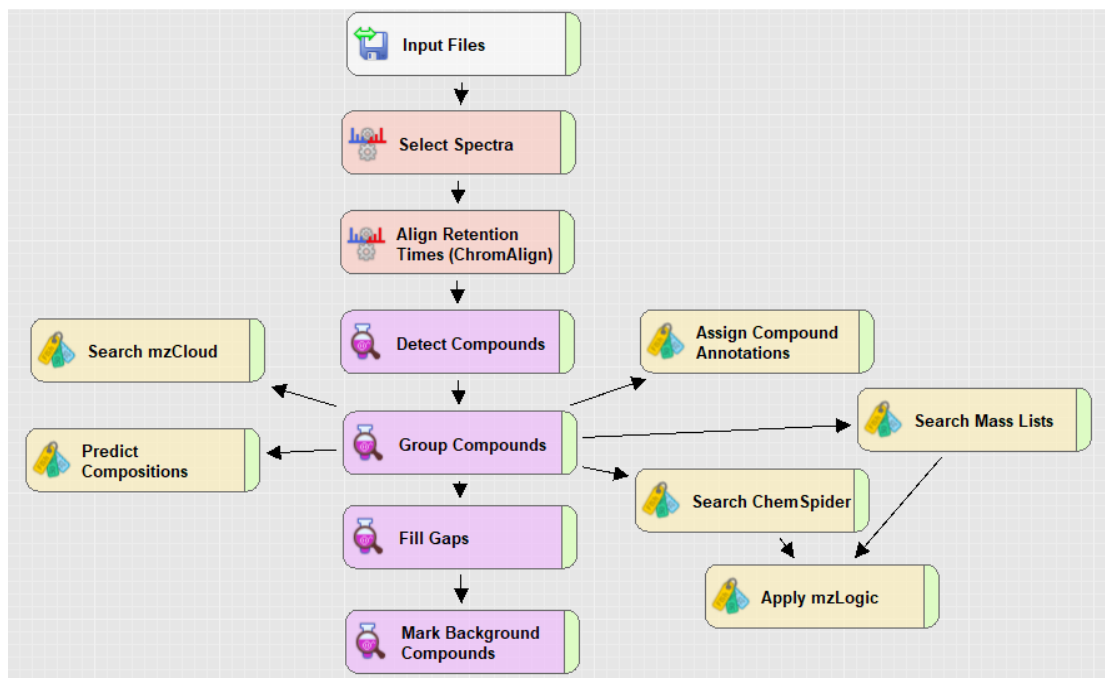 Input Files
Select Spectra
Align Retention
Times (ChromAlign)
Detect Compounds
Search mzCloud
Assign Compound
Annotations
Group Compounds
Search Mass Lists
Predict
Compositions
Search ChemSpider
Fill Gaps
Apply mzLogic
Mark Background
Compounds